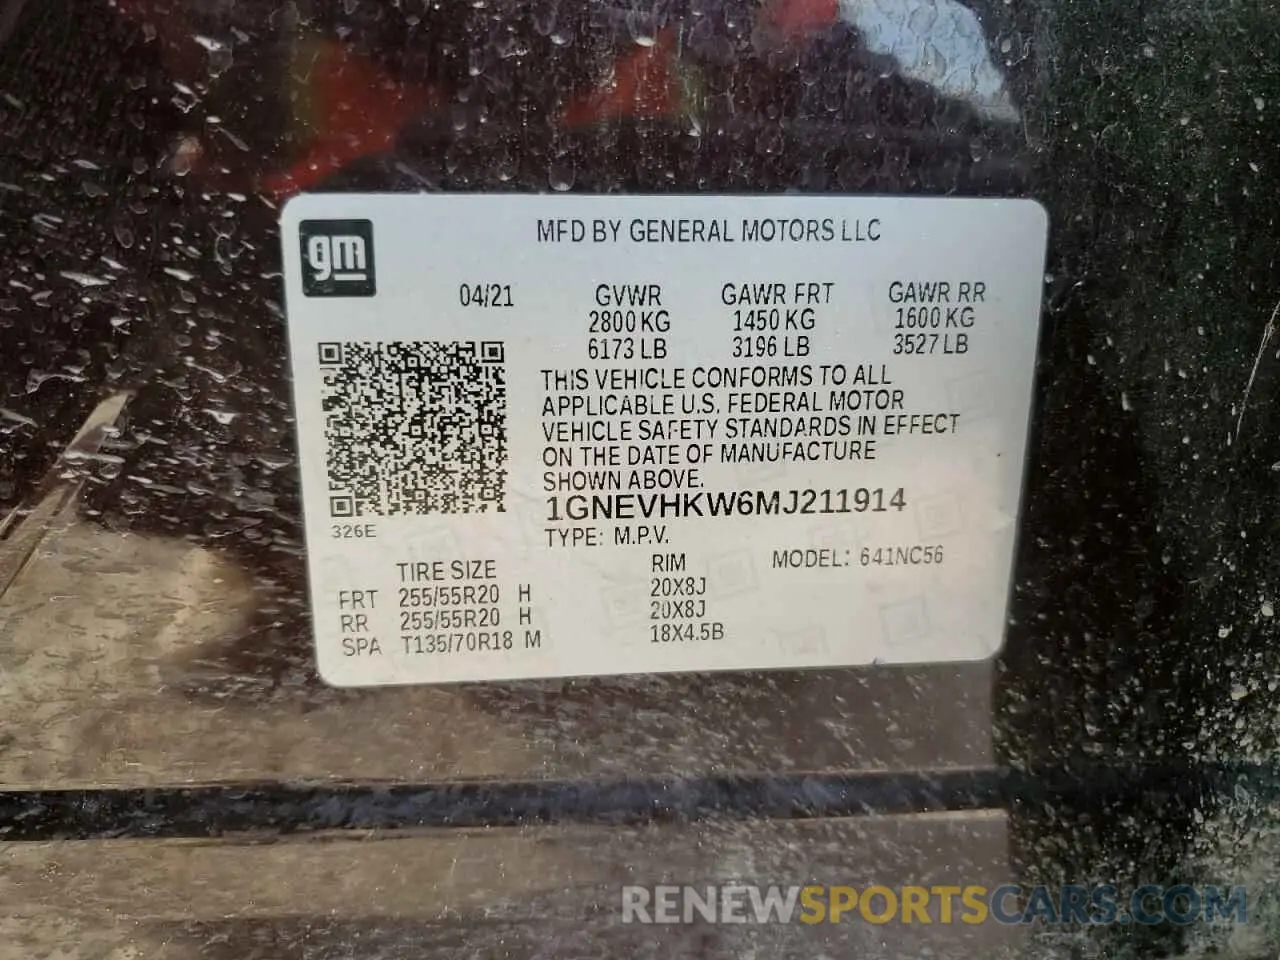 gm
MFD BY GENERAL MOTORS LLC
04/21 GVWR GAWR FRT GAWR RR
2800 KG 1450 KG 1600 KG
6173 LB 3196 LB 3527 LB
THIS VEHICLE CONFORMS TO ALL
APPLICABLE U.S. FEDERAL MOTOR
VEHICLE SAFETY STANDARDS IN EFFECT
ON THE DATE OF MANUFACTURE
SHOWN ABOVE.
1GNEVHKW6MJ211914
326E
TYPE: M.P.V.
MODEL: 641NC56
TIRE SIZE RIM
FRT 255/55R20 H 20X8J
RR 255/55R20 H 20X8J
SPA T135/70R18 M 18X4.5B
RENEWSPORTSCARS.COM